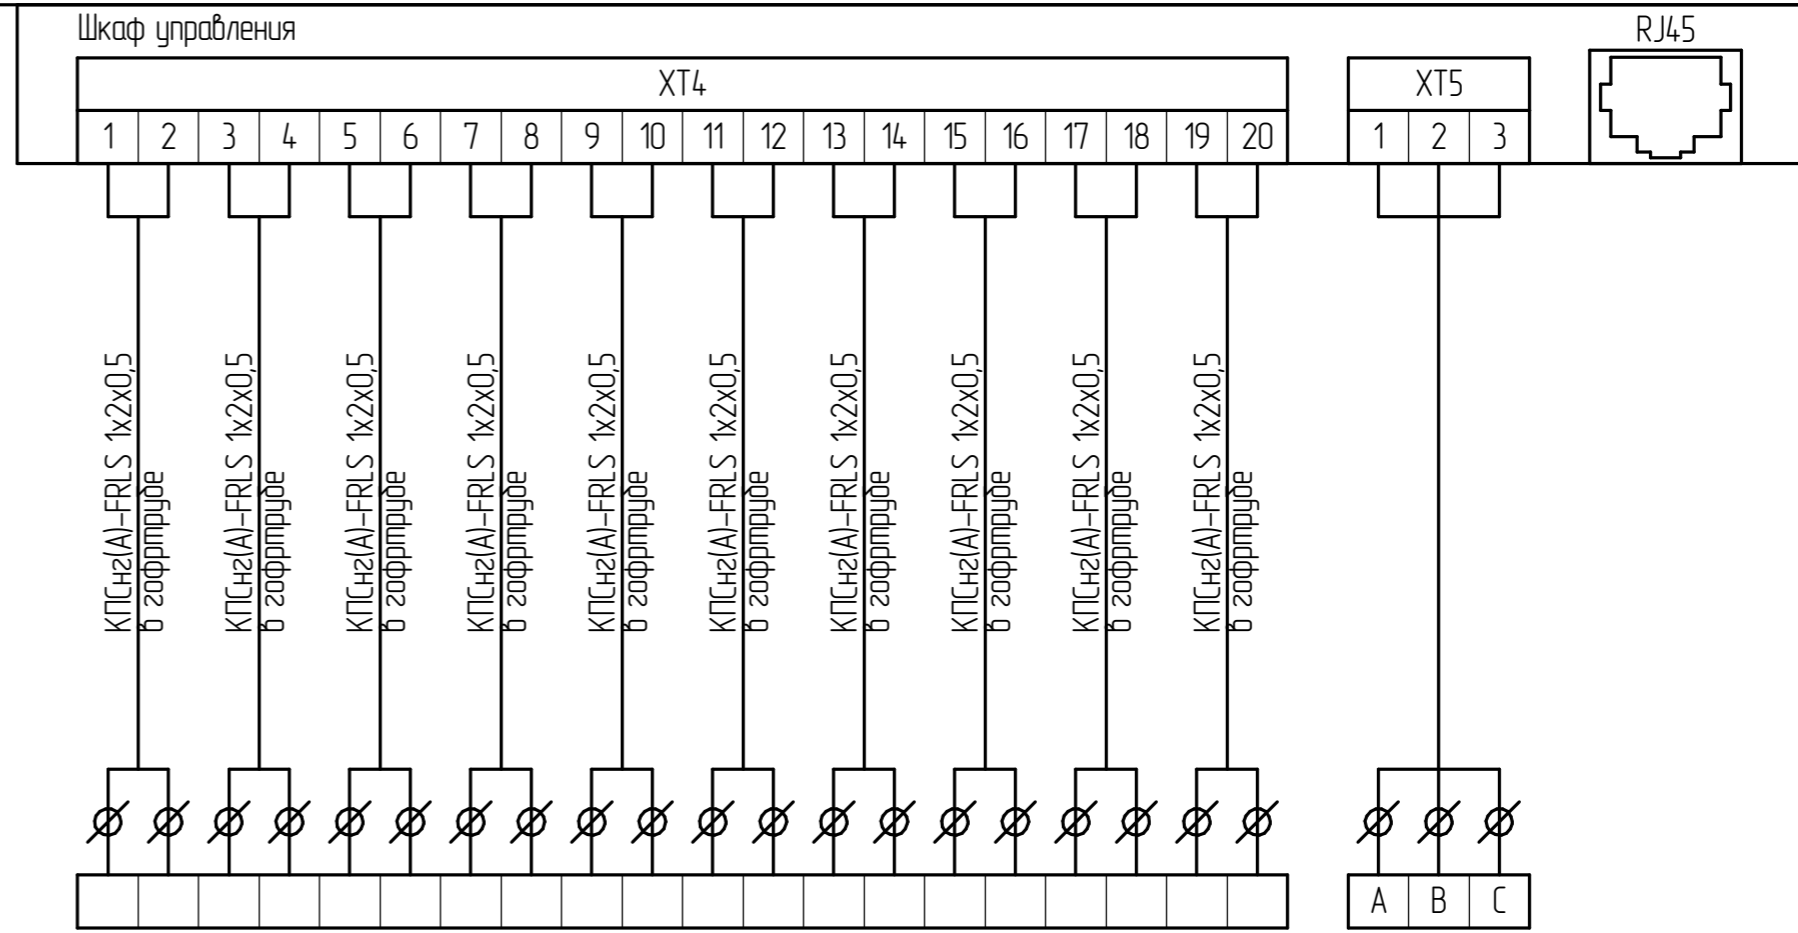 Шкаф управления
RJ45
XT4
XT5
1 2 3 4 5 6 7 8 9 10 11 12 13 14 15 16 17 18 19 20
1 2 3
КПСнг(А)-FRLS 1x2x0,5
в гофртрубе
КПСнг(А)-FRLS 1x2x0,5
в гофртрубе
КПСнг(А)-FRLS 1x2x0,5
в гофртрубе
КПСнг(А)-FRLS 1x2x0,5
в гофртрубе
КПСнг(А)-FRLS 1x2x0,5
в гофртрубе
КПСнг(А)-FRLS 1x2x0,5
в гофртрубе
КПСнг(А)-FRLS 1x2x0,5
в гофртрубе
КПСнг(А)-FRLS 1x2x0,5
в гофртрубе
КПСнг(А)-FRLS 1x2x0,5
в гофртрубе
КПСнг(А)-FRLS 1x2x0,5
в гофртрубе
A B C